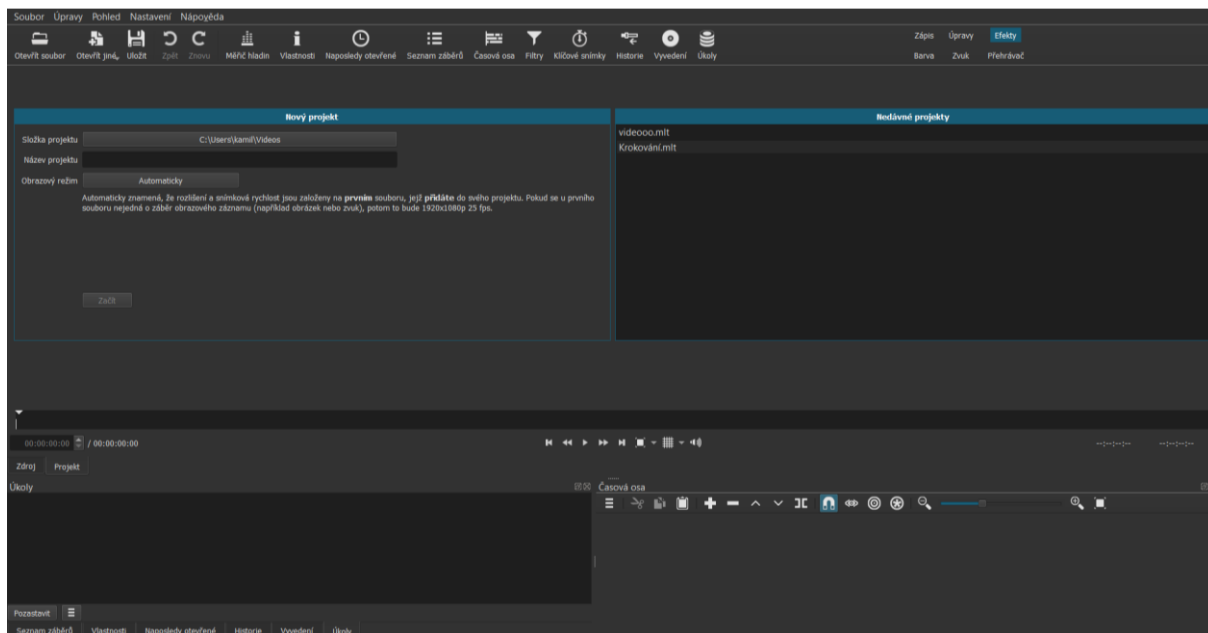 Soubor Úpravy Pohled Nastavení Nápověda
Otevřít soubor Otevřít jiné Uložit Zpět Znovu Měřič hladin Vlastnosti Naposledy otevřené Seznam záběrů Časová osa Filtry Klíčové snímky Historie Vyvedení Úkoly
Zápis Úpravy Efekty
Barva Zvuk Přehrávač
Nový projekt
Složka projektu C:\Users\kamil\Videos
Název projektu
Obrazový režim Automaticky
Automaticky znamená, že rozlišení a snímková rychlost jsou založeny na prvním souboru, jejž přidáte do svého projektu. Pokud se u prvního
souboru nejedná o záběr obrazového záznamu (například obrázek nebo zvuk), potom to bude 1920x1080p 25 fps.
Začít
Nedávné projekty
videooo.mlt
Krokování.mlt
00:00:00:00 / 00:00:00:00
--:--:--:-- --:--:--:--
Zdroj Projekt
Úkoly
Časová osa
Pozastavit
Seznam záběrů Vlastnosti Naposledy otevřené Historie Vyvedení Úkoly